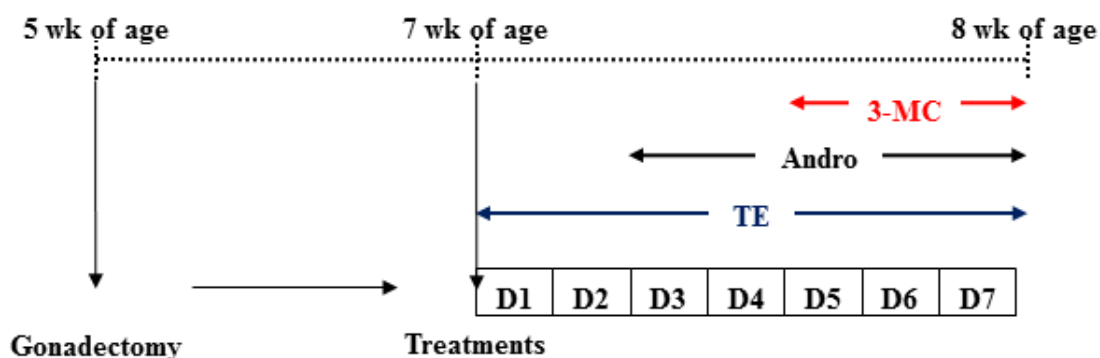 5 wk of age 7 wk of age 8 wk of age
3-MC
Andro
TE
D1 D2 D3 D4 D5 D6 D7
Gonadectomy Treatments